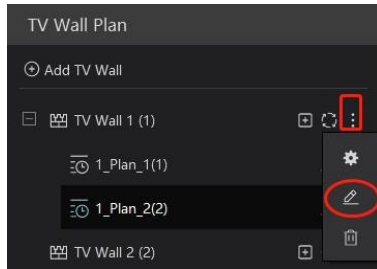 TV Wall Plan
Add TV Wall
TV Wall 1 (1)
1_Plan_1(1)
1_Plan_2(2)
TV Wall 2 (2)